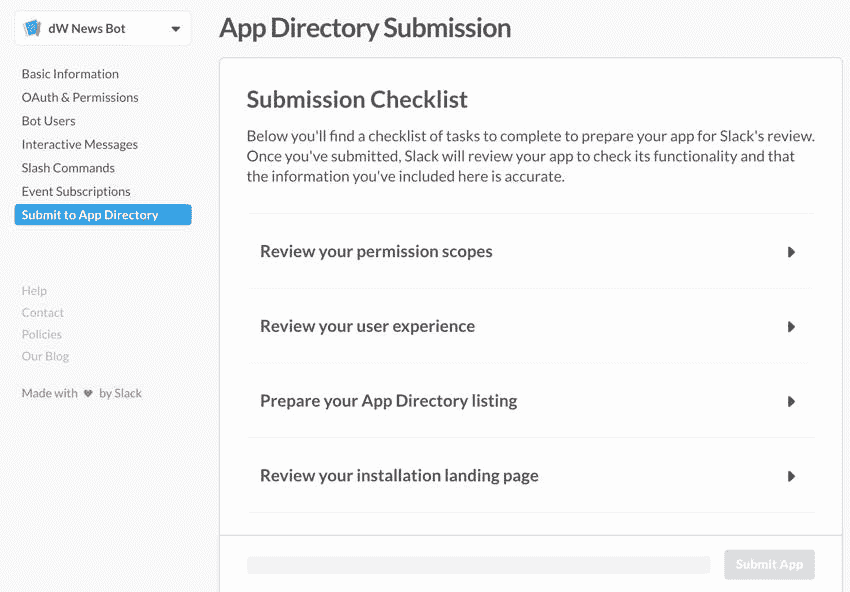 dW News Bot
App Directory Submission
Basic Information
OAuth & Permissions
Bot Users
Interactive Messages
Slash Commands
Event Subscriptions
Submit to App Directory
Help
Contact
Policies
Our Blog
Made with ♥ by Slack
Submission Checklist
Below you'll find a checklist of tasks to complete to prepare your app for Slack's review.
Once you've submitted, Slack will review your app to check its functionality and that
the information you've included here is accurate.
Review your permission scopes
Review your user experience
Prepare your App Directory listing
Review your installation landing page
Submit App